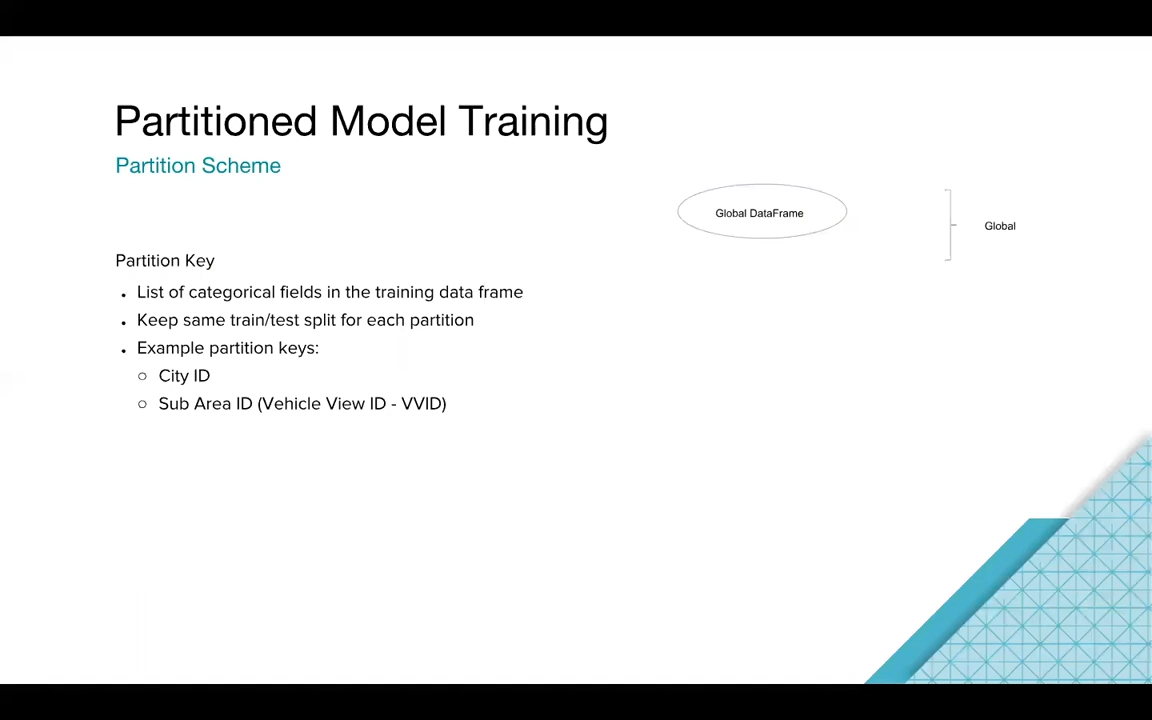 Partitioned Model Training
Partition Scheme
Global DataFrame
Global
Partition Key
• List of categorical fields in the training data frame
• Keep same train/test split for each partition
• Example partition keys:
○ City ID
○ Sub Area ID (Vehicle View ID - VVID)